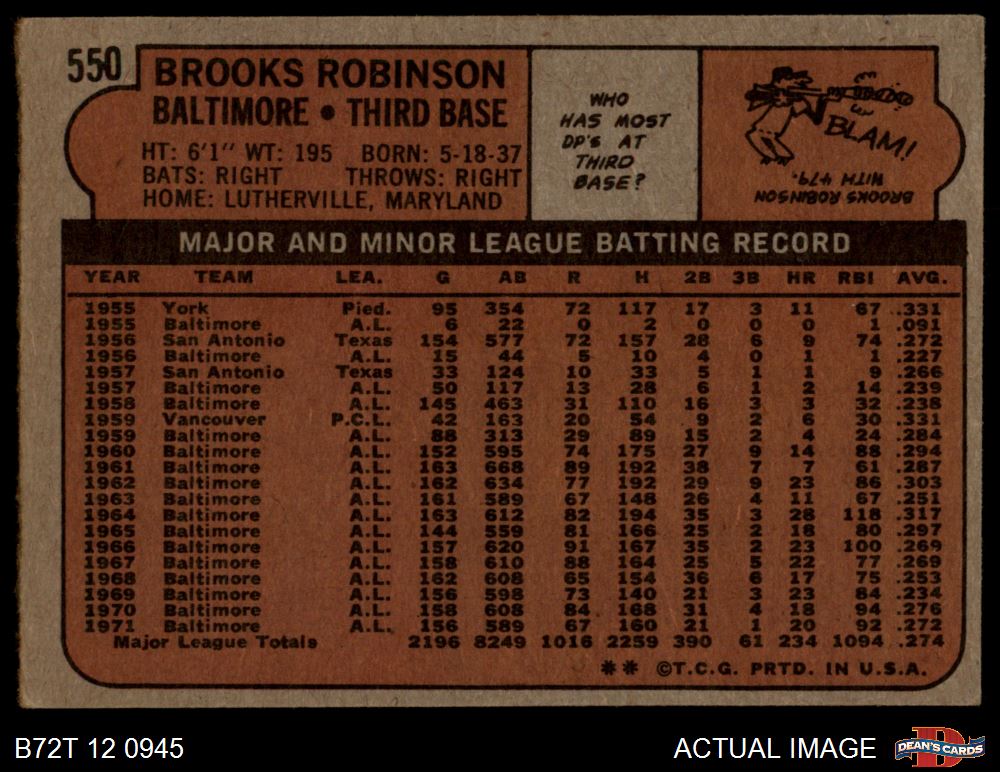 550
BROOKS ROBINSON
BALTIMORE • THIRD BASE
HT: 6'1" WT: 195 BORN: 5-18-37
BATS: RIGHT THROWS: RIGHT
HOME: LUTHERVILLE, MARYLAND
WHO
HAS MOST
DP'S AT
THIRD
BASE?
BLAM!
BROOKS ROBINSON
WITH 479.
MAJOR AND MINOR LEAGUE BATTING RECORD
YEAR TEAM LEA. G AB R H 2B 3B HR RBI AVG.
1955 York Pied. 95 354 72 117 17 3 11 67 .331
1955 Baltimore A.L. 6 22 0 2 0 0 0 1 .091
1956 San Antonio Texas 154 577 72 157 28 6 9 74 .272
1956 Baltimore A.L. 15 44 5 10 4 0 1 1 .227
1957 San Antonio Texas 33 124 10 33 5 1 1 9 .266
1957 Baltimore A.L. 50 117 13 28 6 1 2 14 .239
1958 Baltimore A.L. 145 463 31 110 16 3 3 32 .238
1959 Vancouver P.C.L. 42 163 20 54 9 2 6 30 .331
1959 Baltimore A.L. 88 313 29 89 15 2 4 24 .284
1960 Baltimore A.L. 152 595 74 175 27 9 14 88 .294
1961 Baltimore A.L. 163 668 89 192 38 7 7 61 .287
1962 Baltimore A.L. 162 634 77 192 29 9 23 86 .303
1963 Baltimore A.L. 161 589 67 148 26 4 11 67 .251
1964 Baltimore A.L. 163 612 82 194 35 3 28 118 .317
1965 Baltimore A.L. 144 559 81 166 25 2 18 80 .297
1966 Baltimore A.L. 157 620 91 167 35 2 23 100 .269
1967 Baltimore A.L. 158 610 88 164 25 5 22 77 .269
1968 Baltimore A.L. 162 608 65 154 36 6 17 75 .253
1969 Baltimore A.L. 156 598 73 140 21 3 23 84 .234
1970 Baltimore A.L. 158 608 84 168 31 4 18 94 .276
1971 Baltimore A.L. 156 589 67 160 21 1 20 92 .272
Major League Totals 2196 8249 1016 2259 390 61 234 1094 .274
** ©T.C.G. PRTD. IN U.S.A.
B72T 12 0945
ACTUAL IMAGE
DEAN'S CARDS